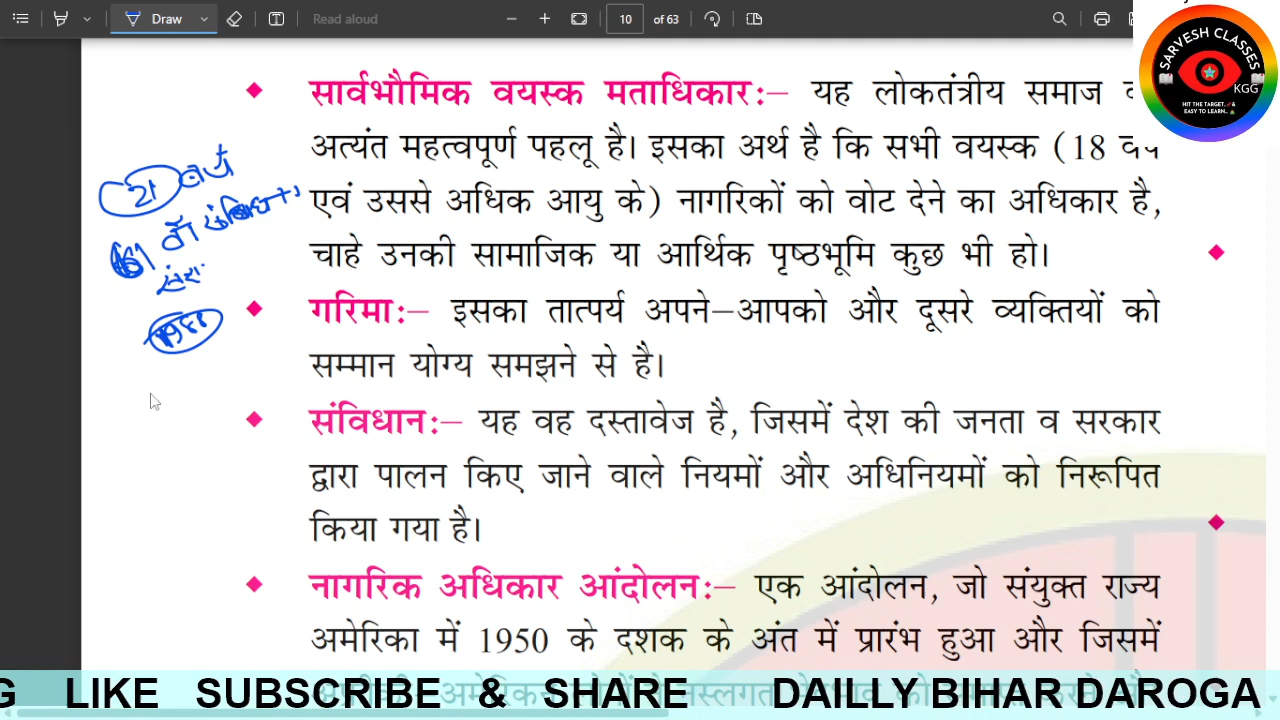 Draw
Read aloud
10 of 63
SARVESH CLASSES
KGG
HIT THE TARGET &
EASY TO LEARN...
सार्वभौमिक वयस्क मताधिकार:– यह लोकतंत्रीय समाज
अत्यंत महत्वपूर्ण पहलू है। इसका अर्थ है कि सभी वयस्क (18 वर्ष
एवं उससे अधिक आयु के) नागरिकों को वोट देने का अधिकार है,
चाहे उनकी सामाजिक या आर्थिक पृष्ठभूमि कुछ भी हो।
21 वर्ष
61 वाँ
गरिमा:– इसका तात्पर्य अपने–आपको और दूसरे व्यक्तियों को
सम्मान योग्य समझने से है।
संविधान:– यह वह दस्तावेज है, जिसमें देश की जनता व सरकार
द्वारा पालन किए जाने वाले नियमों और अधिनियमों को निरूपित
किया गया है।
नागरिक अधिकार आंदोलन:– एक आंदोलन, जो संयुक्त राज्य
अमेरिका में 1950 के दशक के अंत में प्रारंभ हुआ और जिसमें
G LIKE SUBSCRIBE & SHARE DAILLY BIHAR DAROGA